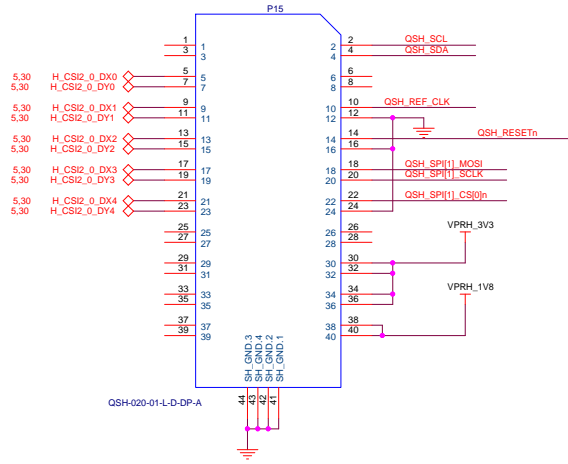 P15
1 1 2 2 QSH_SCL
3 3 4 4 QSH_SDA
5,30 H_CSI2_0_DX0 5 5 6 6
5,30 H_CSI2_0_DY0 7 7 8 8
5,30 H_CSI2_0_DX1 9 9 10 10 QSH_REF_CLK
5,30 H_CSI2_0_DY1 11 11 12 12
5,30 H_CSI2_0_DX2 13 13 14 14 QSH_RESETn
5,30 H_CSI2_0_DY2 15 15 16 16
5,30 H_CSI2_0_DX3 17 17 18 18 QSH_SPI[1]_MOSI
5,30 H_CSI2_0_DY3 19 19 20 20 QSH_SPI[1]_SCLK
5,30 H_CSI2_0_DX4 21 21 22 22 QSH_SPI[1]_CS[0]n
5,30 H_CSI2_0_DY4 23 23 24 24
25 25 26 26 VPRH_3V3
27 27 28 28
29 29 30 30
31 31 32 32
33 33 34 34 VPRH_1V8
35 35 36 36
37 37 38 38
39 39 40 40
SH_GND.3 SH_GND.4 SH_GND.2 SH_GND.1
44 43 42 41
QSH-020-01-L-D-DP-A